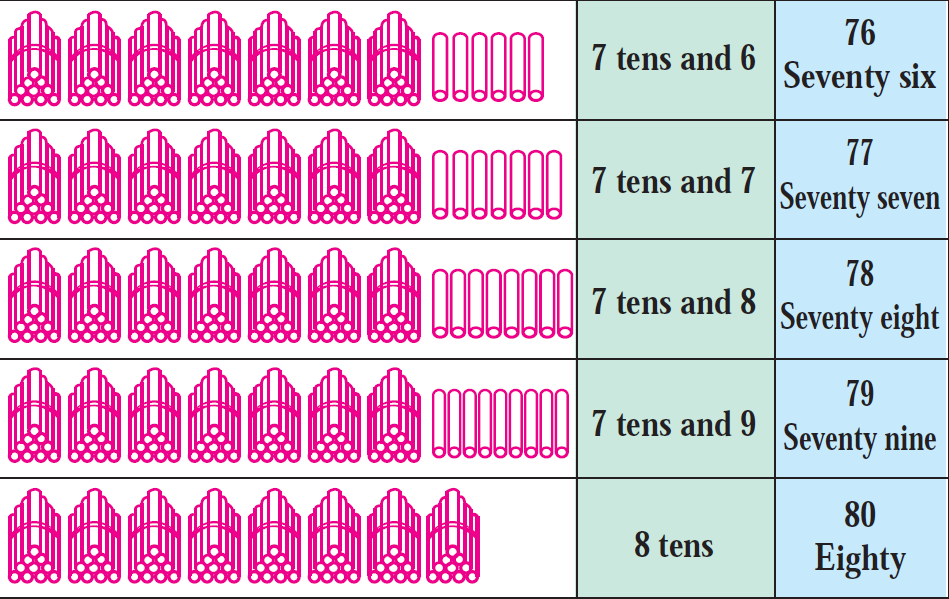 7 tens and 6
76
Seventy six
7 tens and 7
77
Seventy seven
7 tens and 8
78
Seventy eight
7 tens and 9
79
Seventy nine
8 tens
80
Eighty